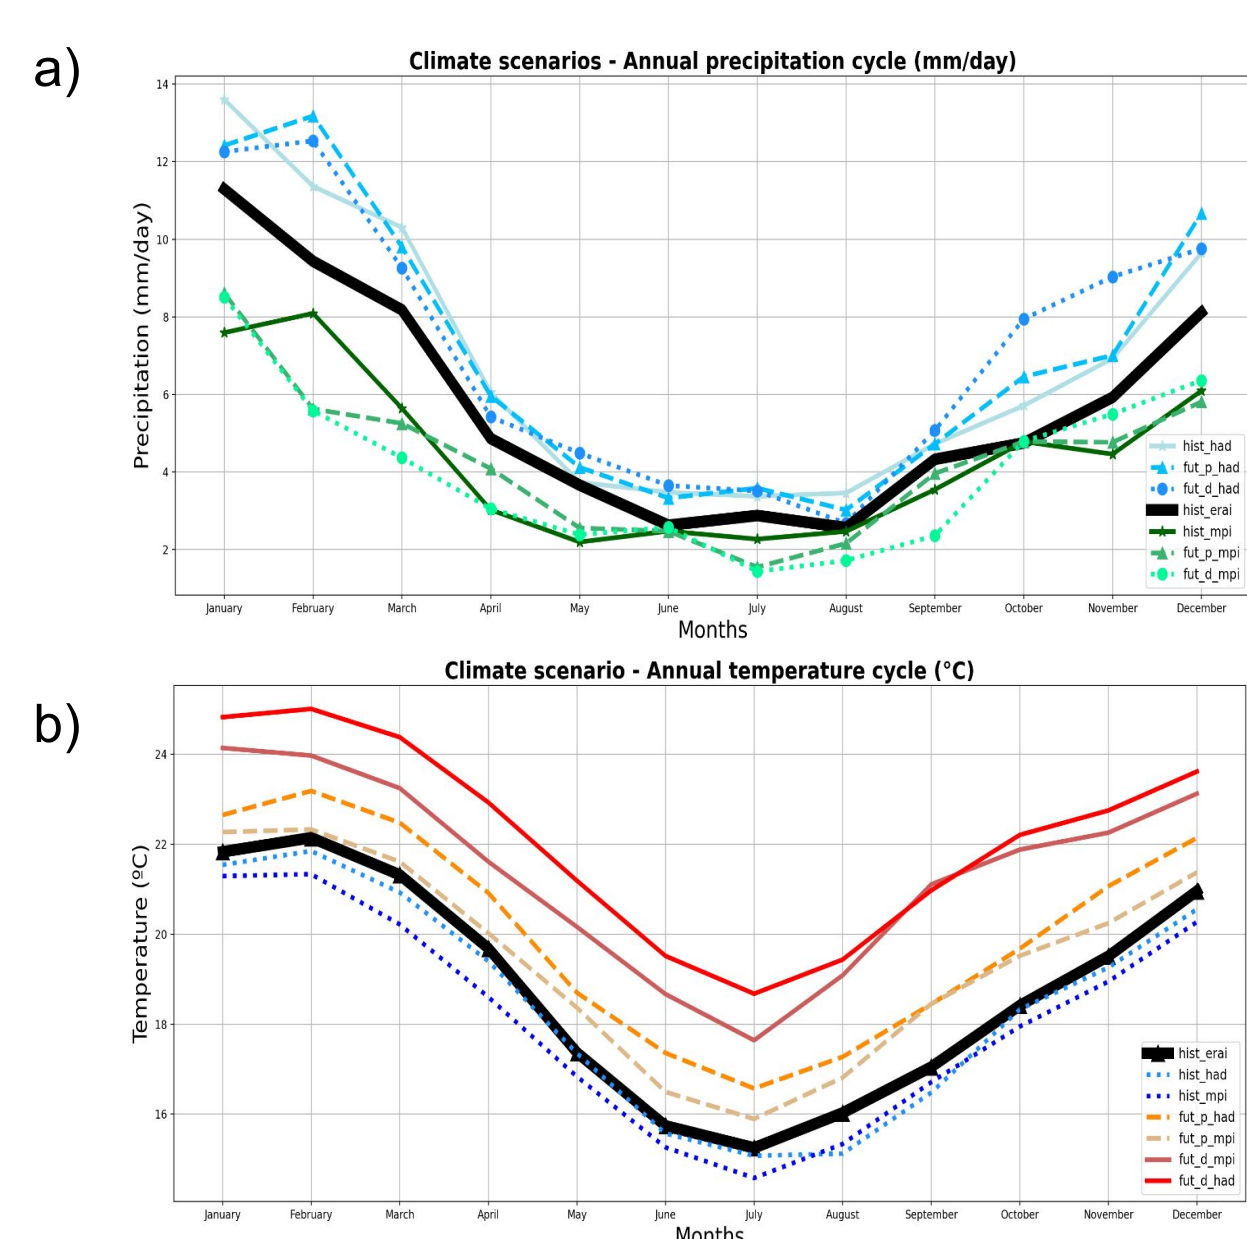 a)
Climate scenarios - Annual precipitation cycle (mm/day)
Precipitation (mm/day)
14
12
10
8
6
4
2
hist_had
fut_p_had
fut_d_had
hist_erai
hist_mpi
fut_p_mpi
fut_d_mpi
January February March April May June July August September October November December
Months
b)
Climate scenario - Annual temperature cycle (°C)
Temperature (ºC)
24
22
20
18
16
hist_erai
hist_had
hist_mpi
fut_p_had
fut_p_mpi
fut_d_mpi
fut_d_had
January February March April May June July August September October November December
Months